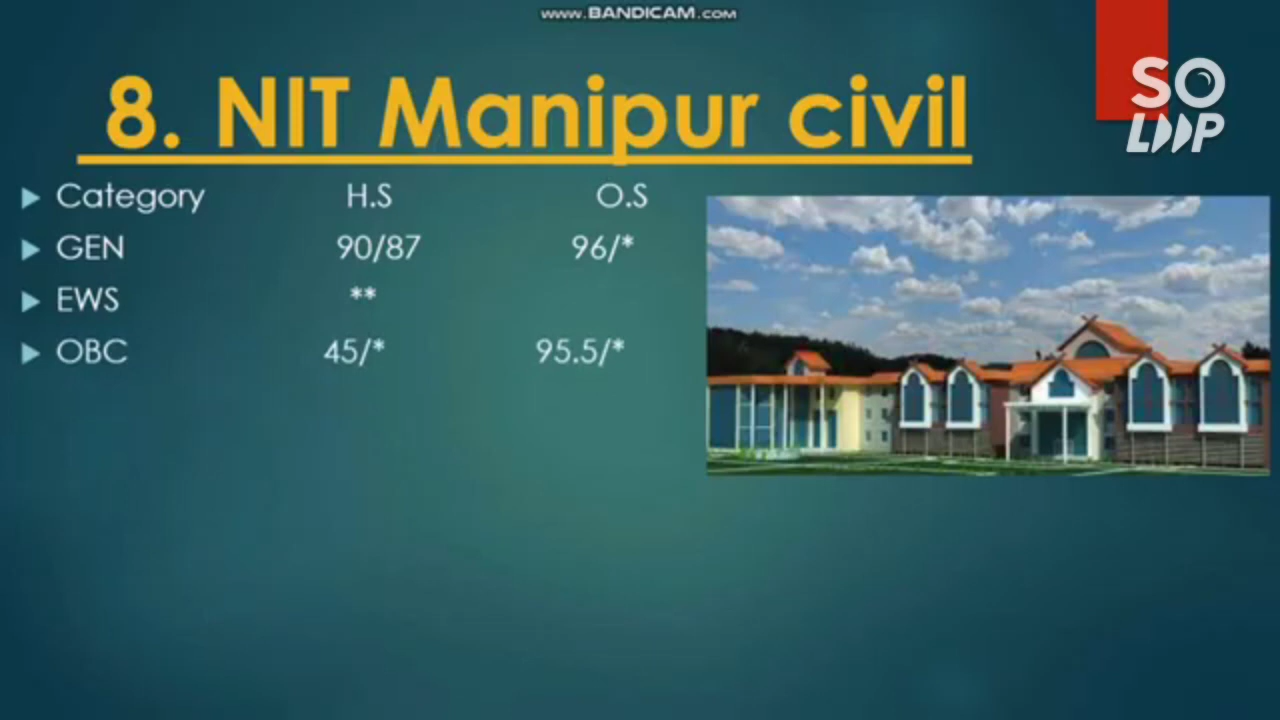 www.BANDICAM.com
8. NIT Manipur civil
SO
LOOP
Category H.S O.S
GEN 90/87 96/*
EWS **
OBC 45/* 95.5/*